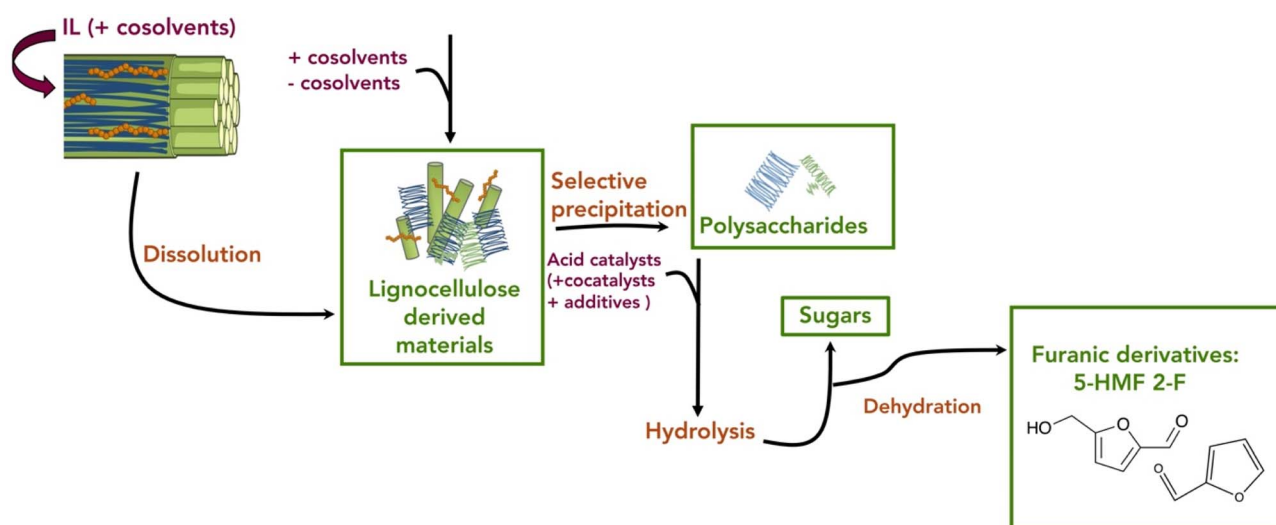 IL (+ cosolvents)
+ cosolvents
- cosolvents
Dissolution
Lignocellulose
derived
materials
Selective
precipitation
Polysaccharides
Acid catalysts
(+cocatalysts
+ additives )
Hydrolysis
Sugars
Dehydration
Furanic derivatives:
5-HMF 2-F
HO
O
O
O
O